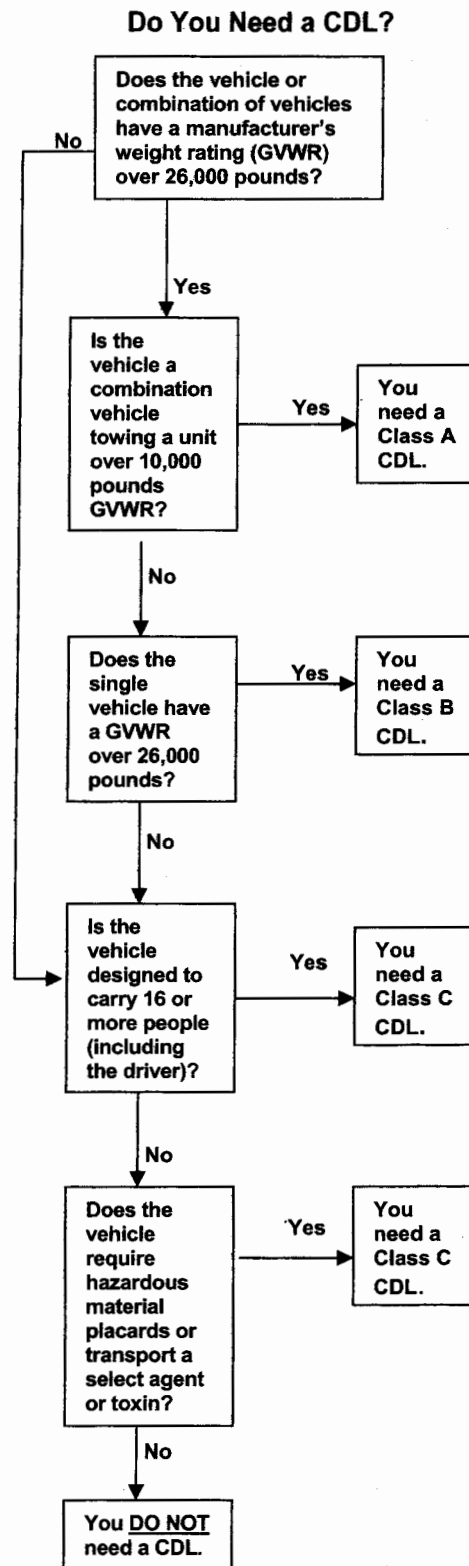 Do You Need a CDL?
Does the vehicle or
combination of vehicles
have a manufacturer's
weight rating (GVWR)
over 26,000 pounds?
No
Yes
Is the
vehicle a
combination
vehicle
towing a unit
over 10,000
pounds
GVWR?
Yes
You
need a
Class A
CDL.
No
Does the
single
vehicle have
a GVWR
over 26,000
pounds?
Yes
You
need a
Class B
CDL.
No
Is the
vehicle
designed to
carry 16 or
more people
(including
the driver)?
Yes
You
need a
Class C
CDL.
No
Does the
vehicle
require
hazardous
material
placards or
transport a
select agent
or toxin?
Yes
You
need a
Class C
CDL.
No
You DO NOT
need a CDL.